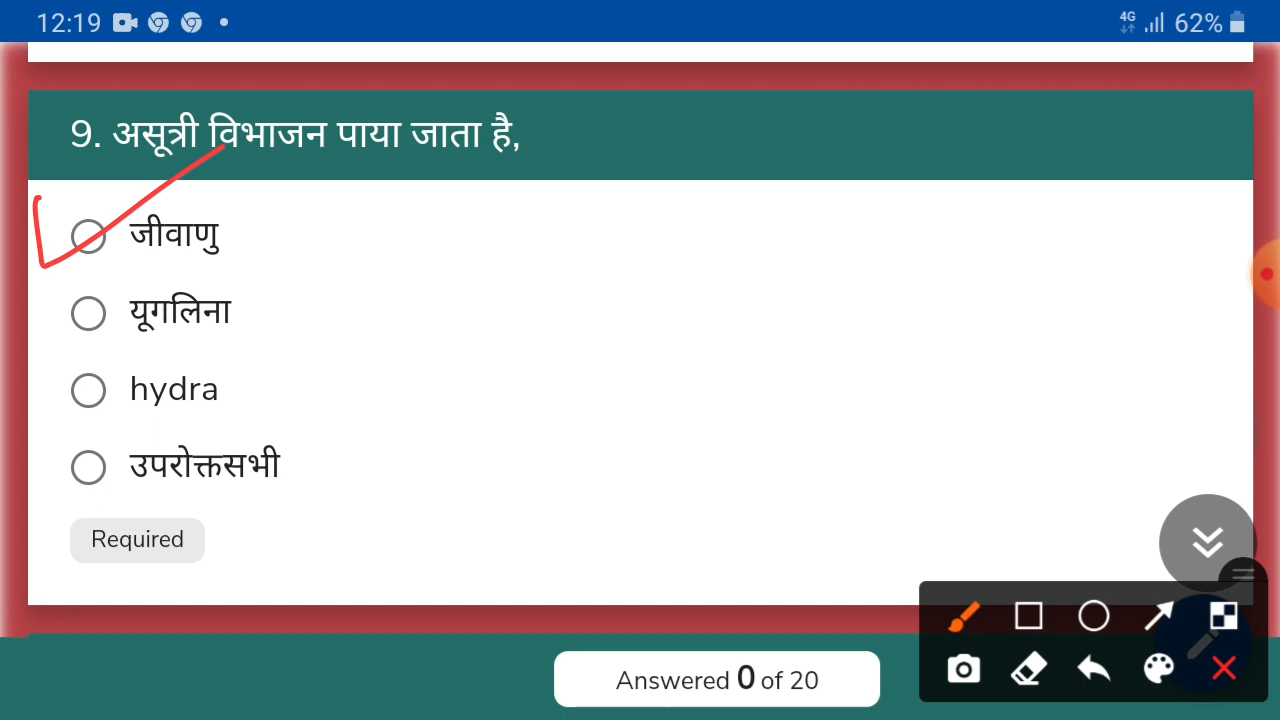 12:19
4G 62%
9. असूत्री विभाजन पाया जाता है,
जीवाणु
यूगलिना
hydra
उपरोक्तसभी
Required
Answered 0 of 20